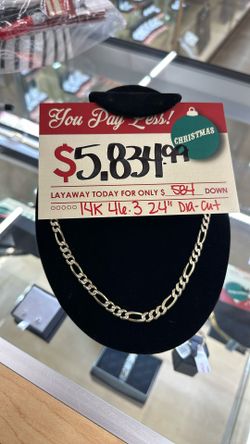 You Pay Less!
CHRISTMAS
$5,834.99
LAYAWAY TODAY FOR ONLY $ 584 DOWN
14K 46.3 24" DIA-CUT